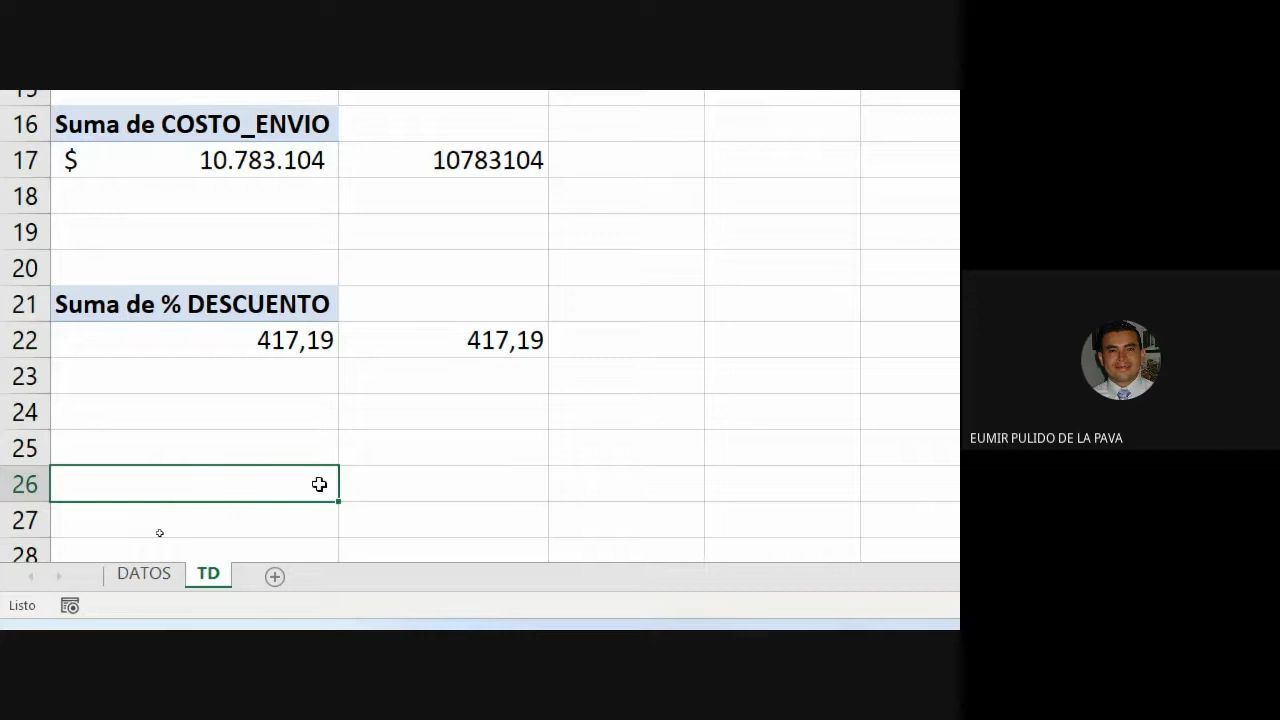 15
16 Suma de COSTO_ENVIO
17 $ 10.783.104 10783104
18
19
20
21 Suma de % DESCUENTO
22 417,19 417,19
23
24
25
26
27
28
DATOS TD
Listo
EUMIR PULIDO DE LA PAVA